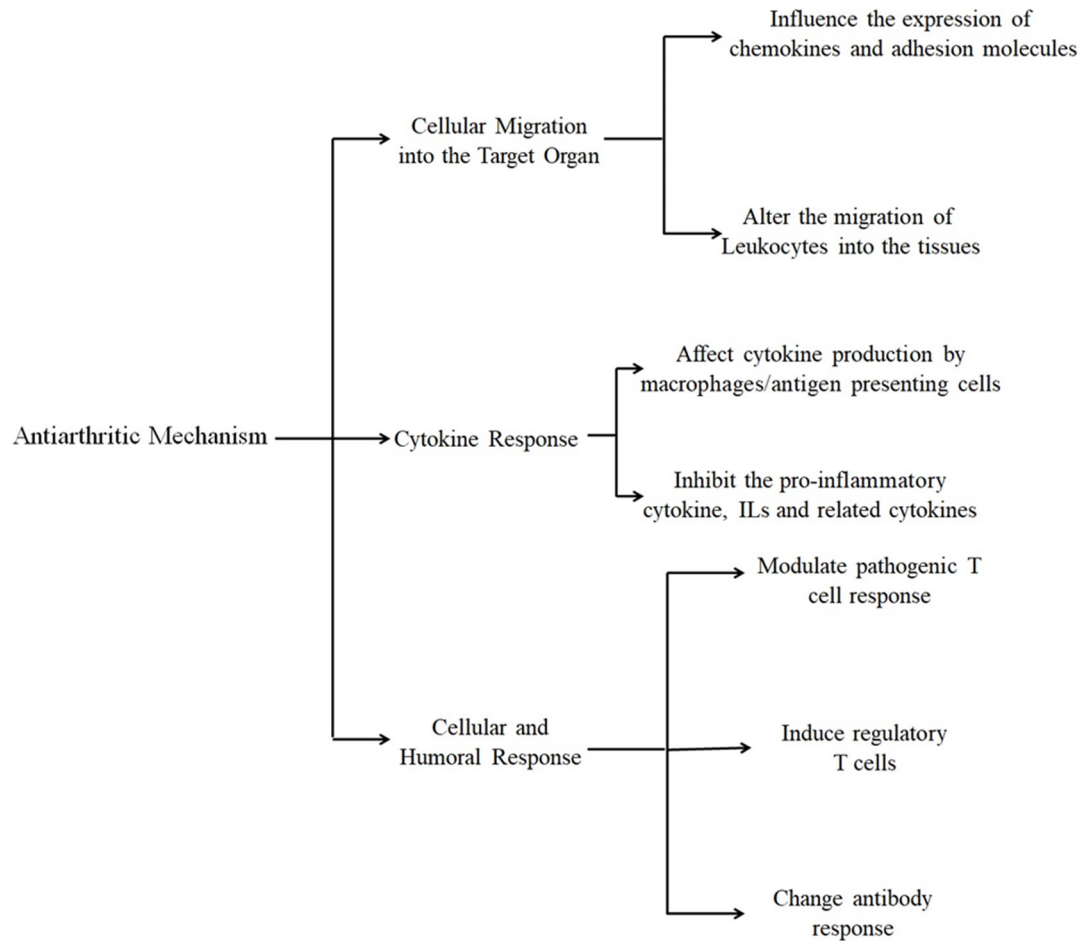 Influence the expression of
chemokines and adhesion molecules
Cellular Migration
into the Target Organ
Alter the migration of
Leukocytes into the tissues
Affect cytokine production by
macrophages/antigen presenting cells
Antiarthritic Mechanism
Cytokine Response
Inhibit the pro-inflammatory
cytokine, ILs and related cytokines
Modulate pathogenic T
cell response
Cellular and
Humoral Response
Induce regulatory
T cells
Change antibody
response